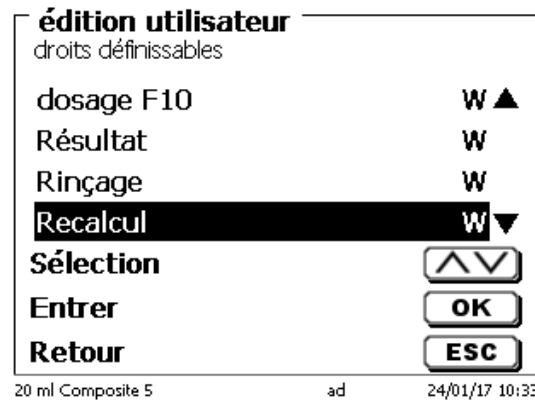 édition utilisateur
droits définissables
dosage F10 W ▲
Résultat W
Rinçage W
Recalcul W ▼
Sélection ∧∨
Entrer OK
Retour ESC
20 ml Composite 5 ad 24/01/17 10:33